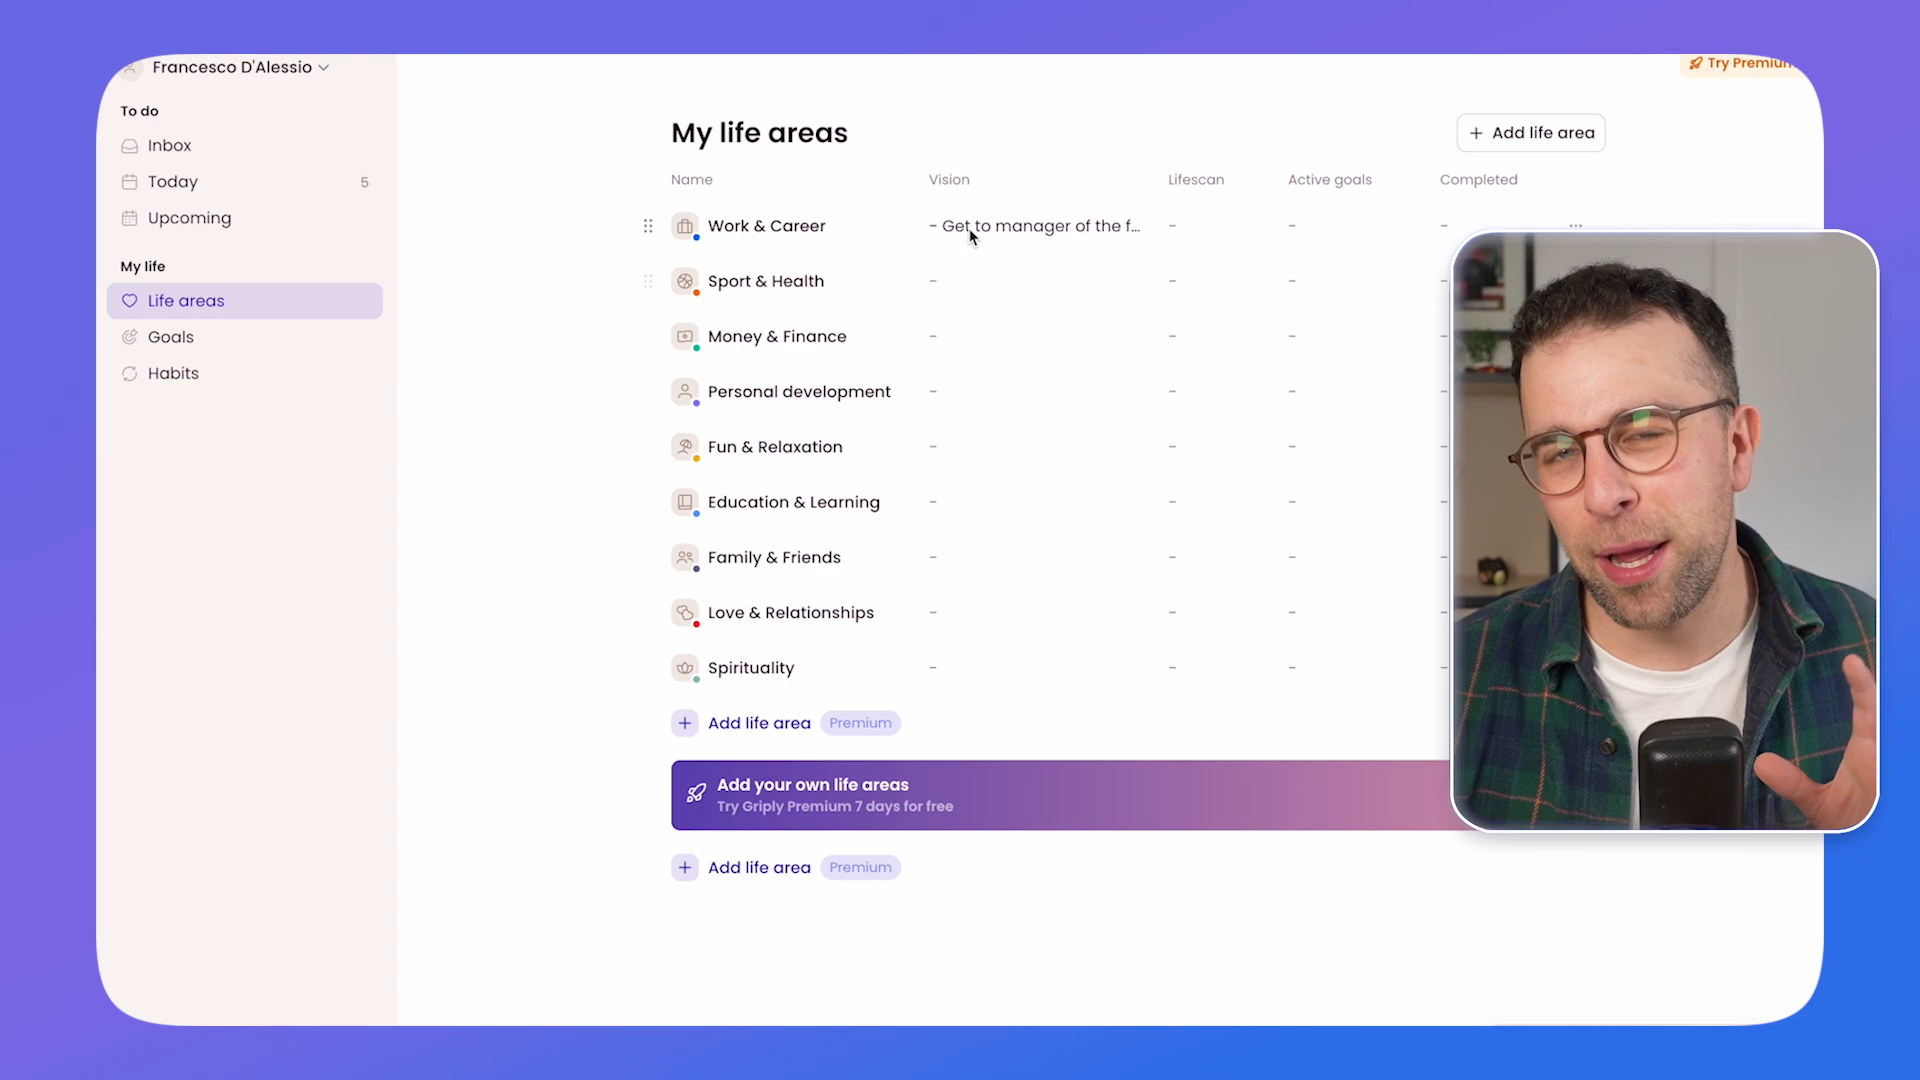 Francesco D'Alessio
Try Premium
To do
Inbox
Today 5
Upcoming
My life
Life areas
Goals
Habits
My life areas
+ Add life area
Name Vision Lifescan Active goals Completed
Work & Career - Get to manager of the f... - - - ...
Sport & Health - - - -
Money & Finance - - - -
Personal development - - - -
Fun & Relaxation - - - -
Education & Learning - - - -
Family & Friends - - - -
Love & Relationships - - - -
Spirituality - - - -
+ Add life area Premium
Add your own life areas
Try Griply Premium 7 days for free
+ Add life area Premium